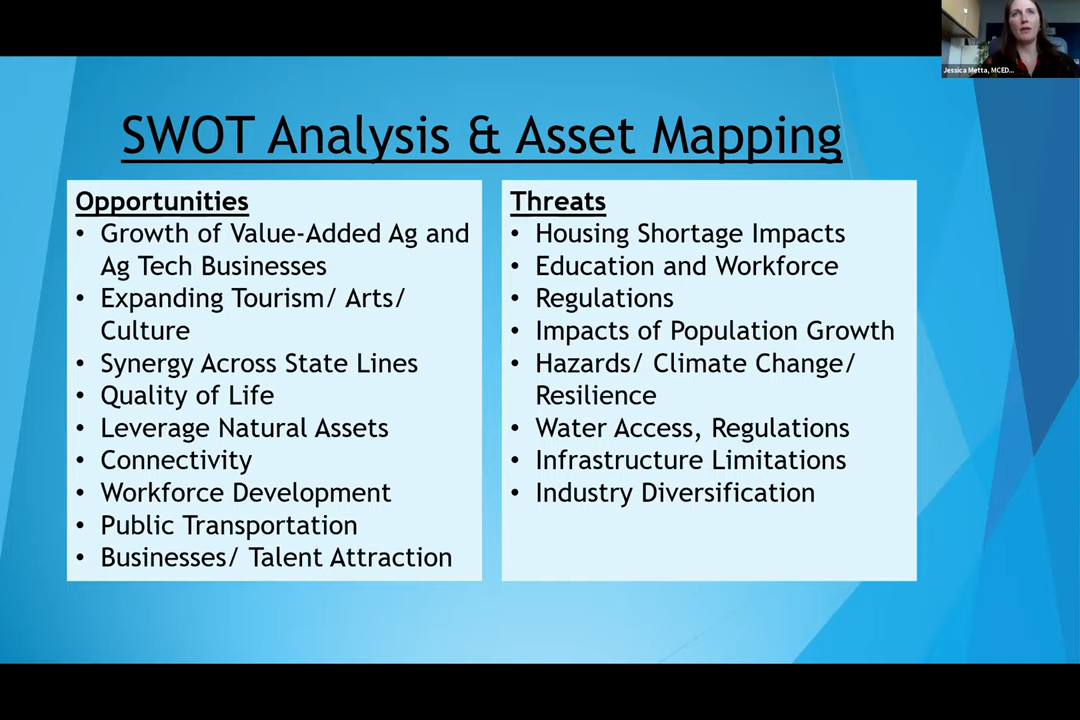 Jessica Metta, MCED...
SWOT Analysis & Asset Mapping
Opportunities
• Growth of Value-Added Ag and
Ag Tech Businesses
• Expanding Tourism/ Arts/
Culture
• Synergy Across State Lines
• Quality of Life
• Leverage Natural Assets
• Connectivity
• Workforce Development
• Public Transportation
• Businesses/ Talent Attraction
Threats
• Housing Shortage Impacts
• Education and Workforce
• Regulations
• Impacts of Population Growth
• Hazards/ Climate Change/
Resilience
• Water Access, Regulations
• Infrastructure Limitations
• Industry Diversification